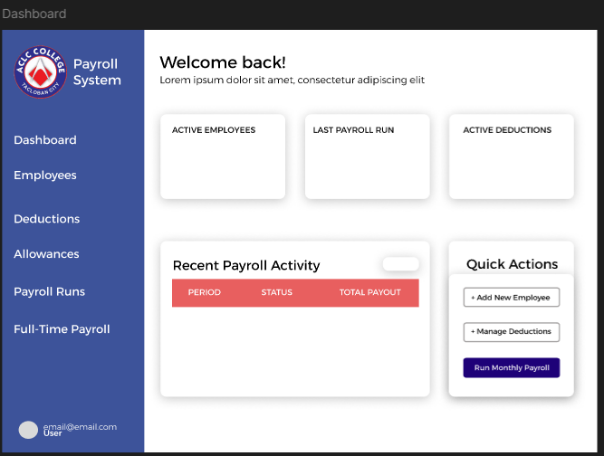 Dashboard
ACLC COLLEGE
TACLOBAN CITY
Payroll
System
Dashboard
Employees
Deductions
Allowances
Payroll Runs
Full-Time Payroll
email@email.com
User
Welcome back!
Lorem ipsum dolor sit amet, consectetur adipiscing elit
ACTIVE EMPLOYEES
LAST PAYROLL RUN
ACTIVE DEDUCTIONS
Recent Payroll Activity
PERIOD STATUS TOTAL PAYOUT
Quick Actions
+ Add New Employee
+ Manage Deductions
Run Monthly Payroll